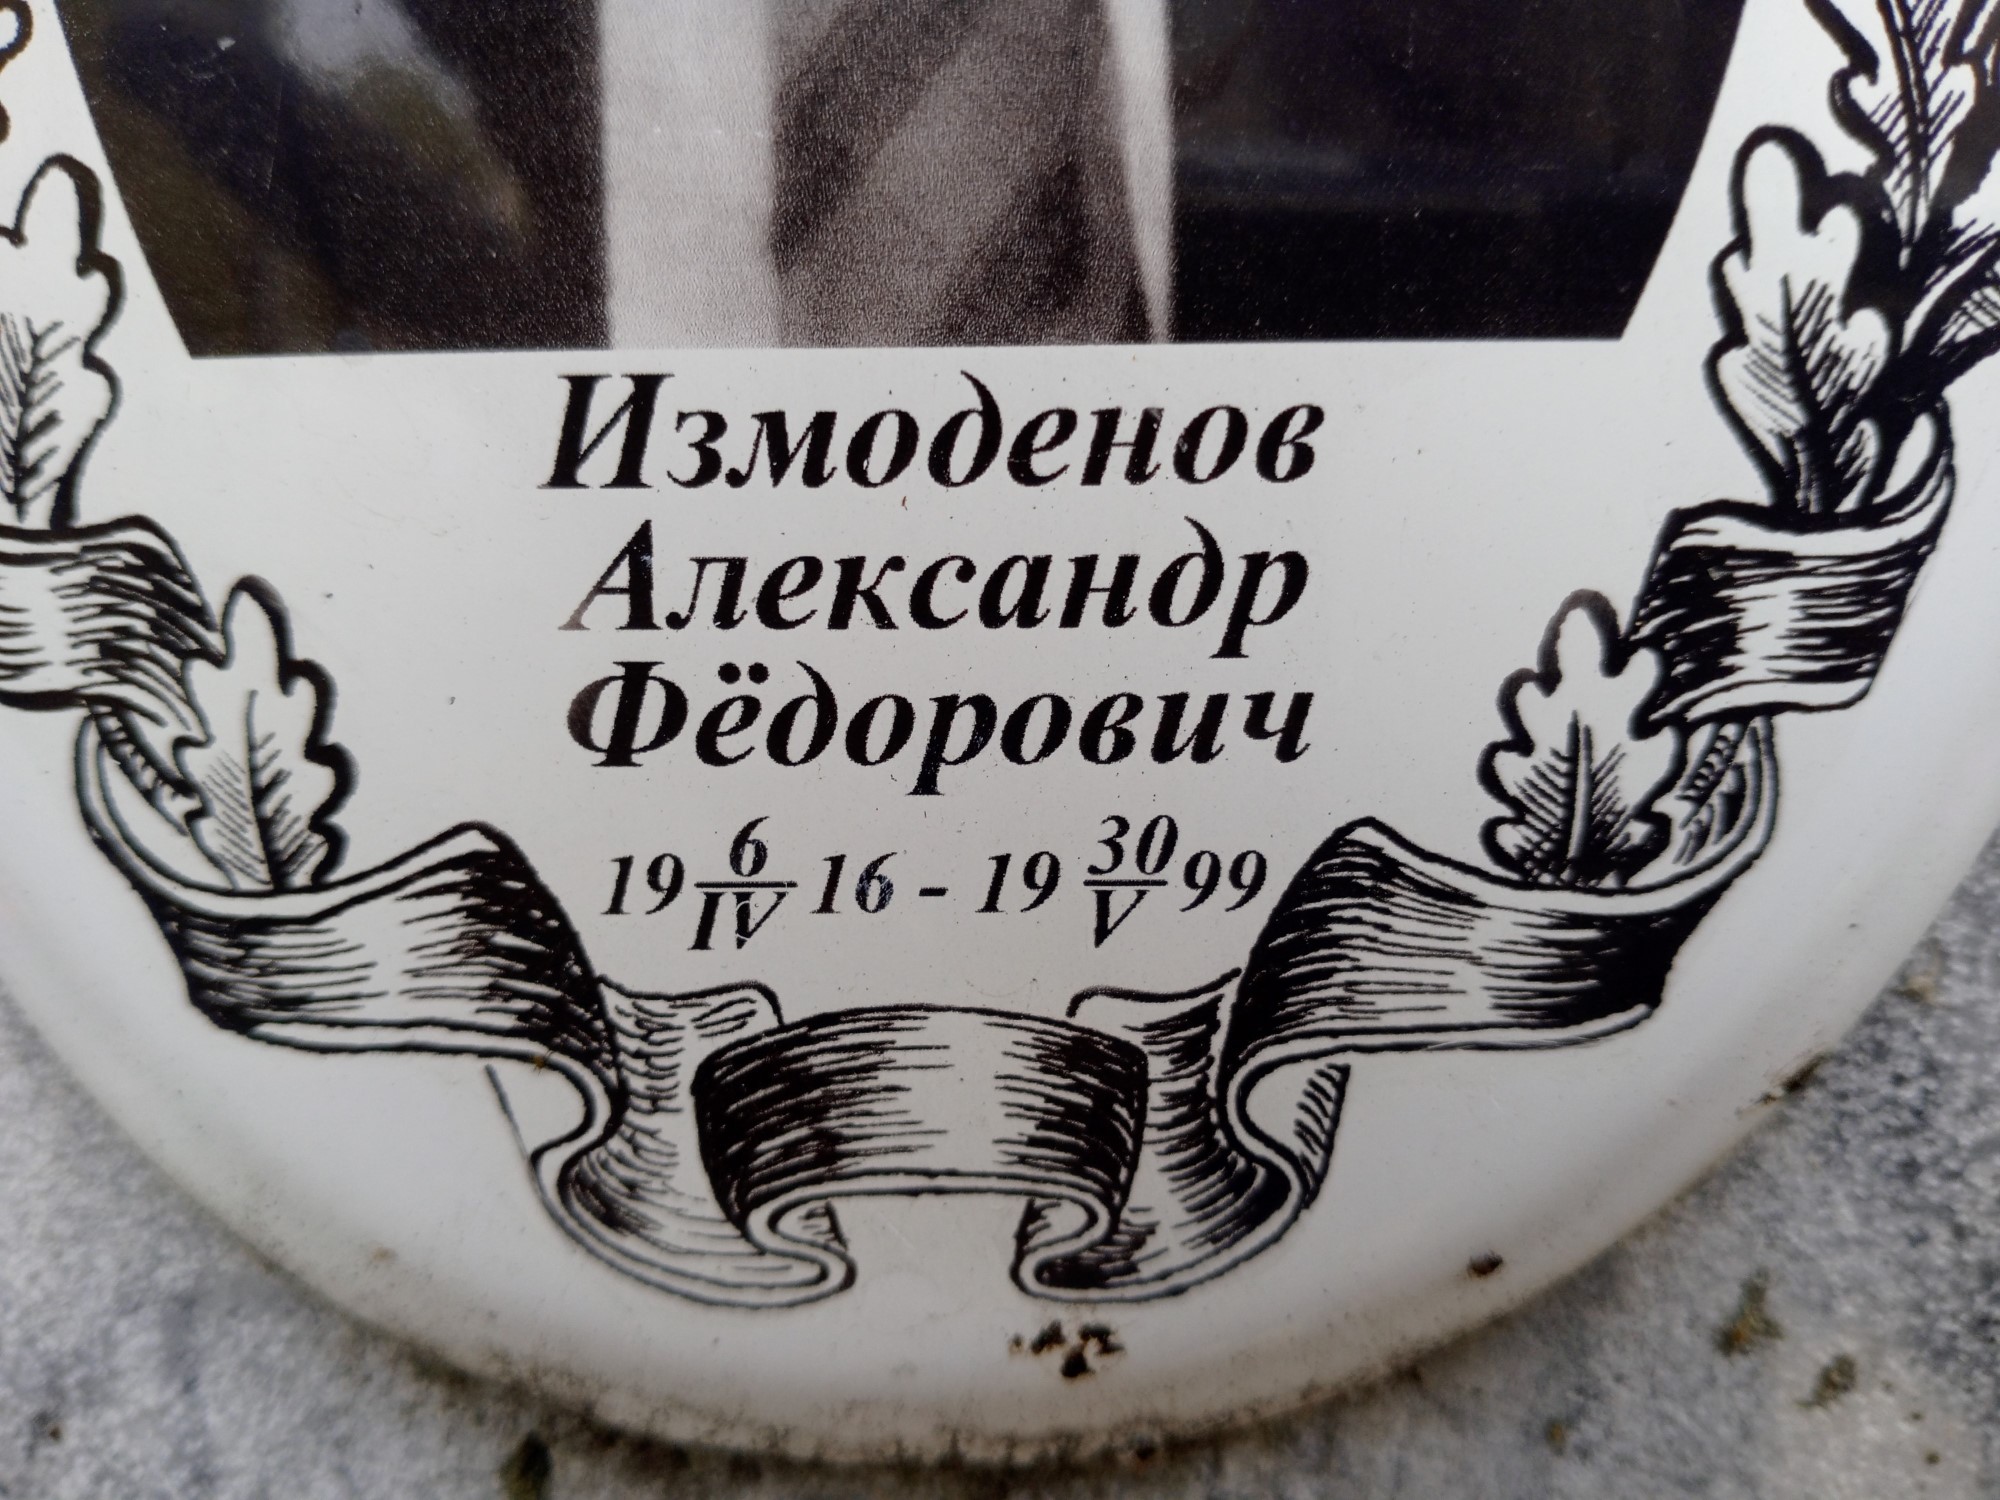 Измоденов
Александр
Фёдорович
19 6/IV 16 - 19 30/V 99